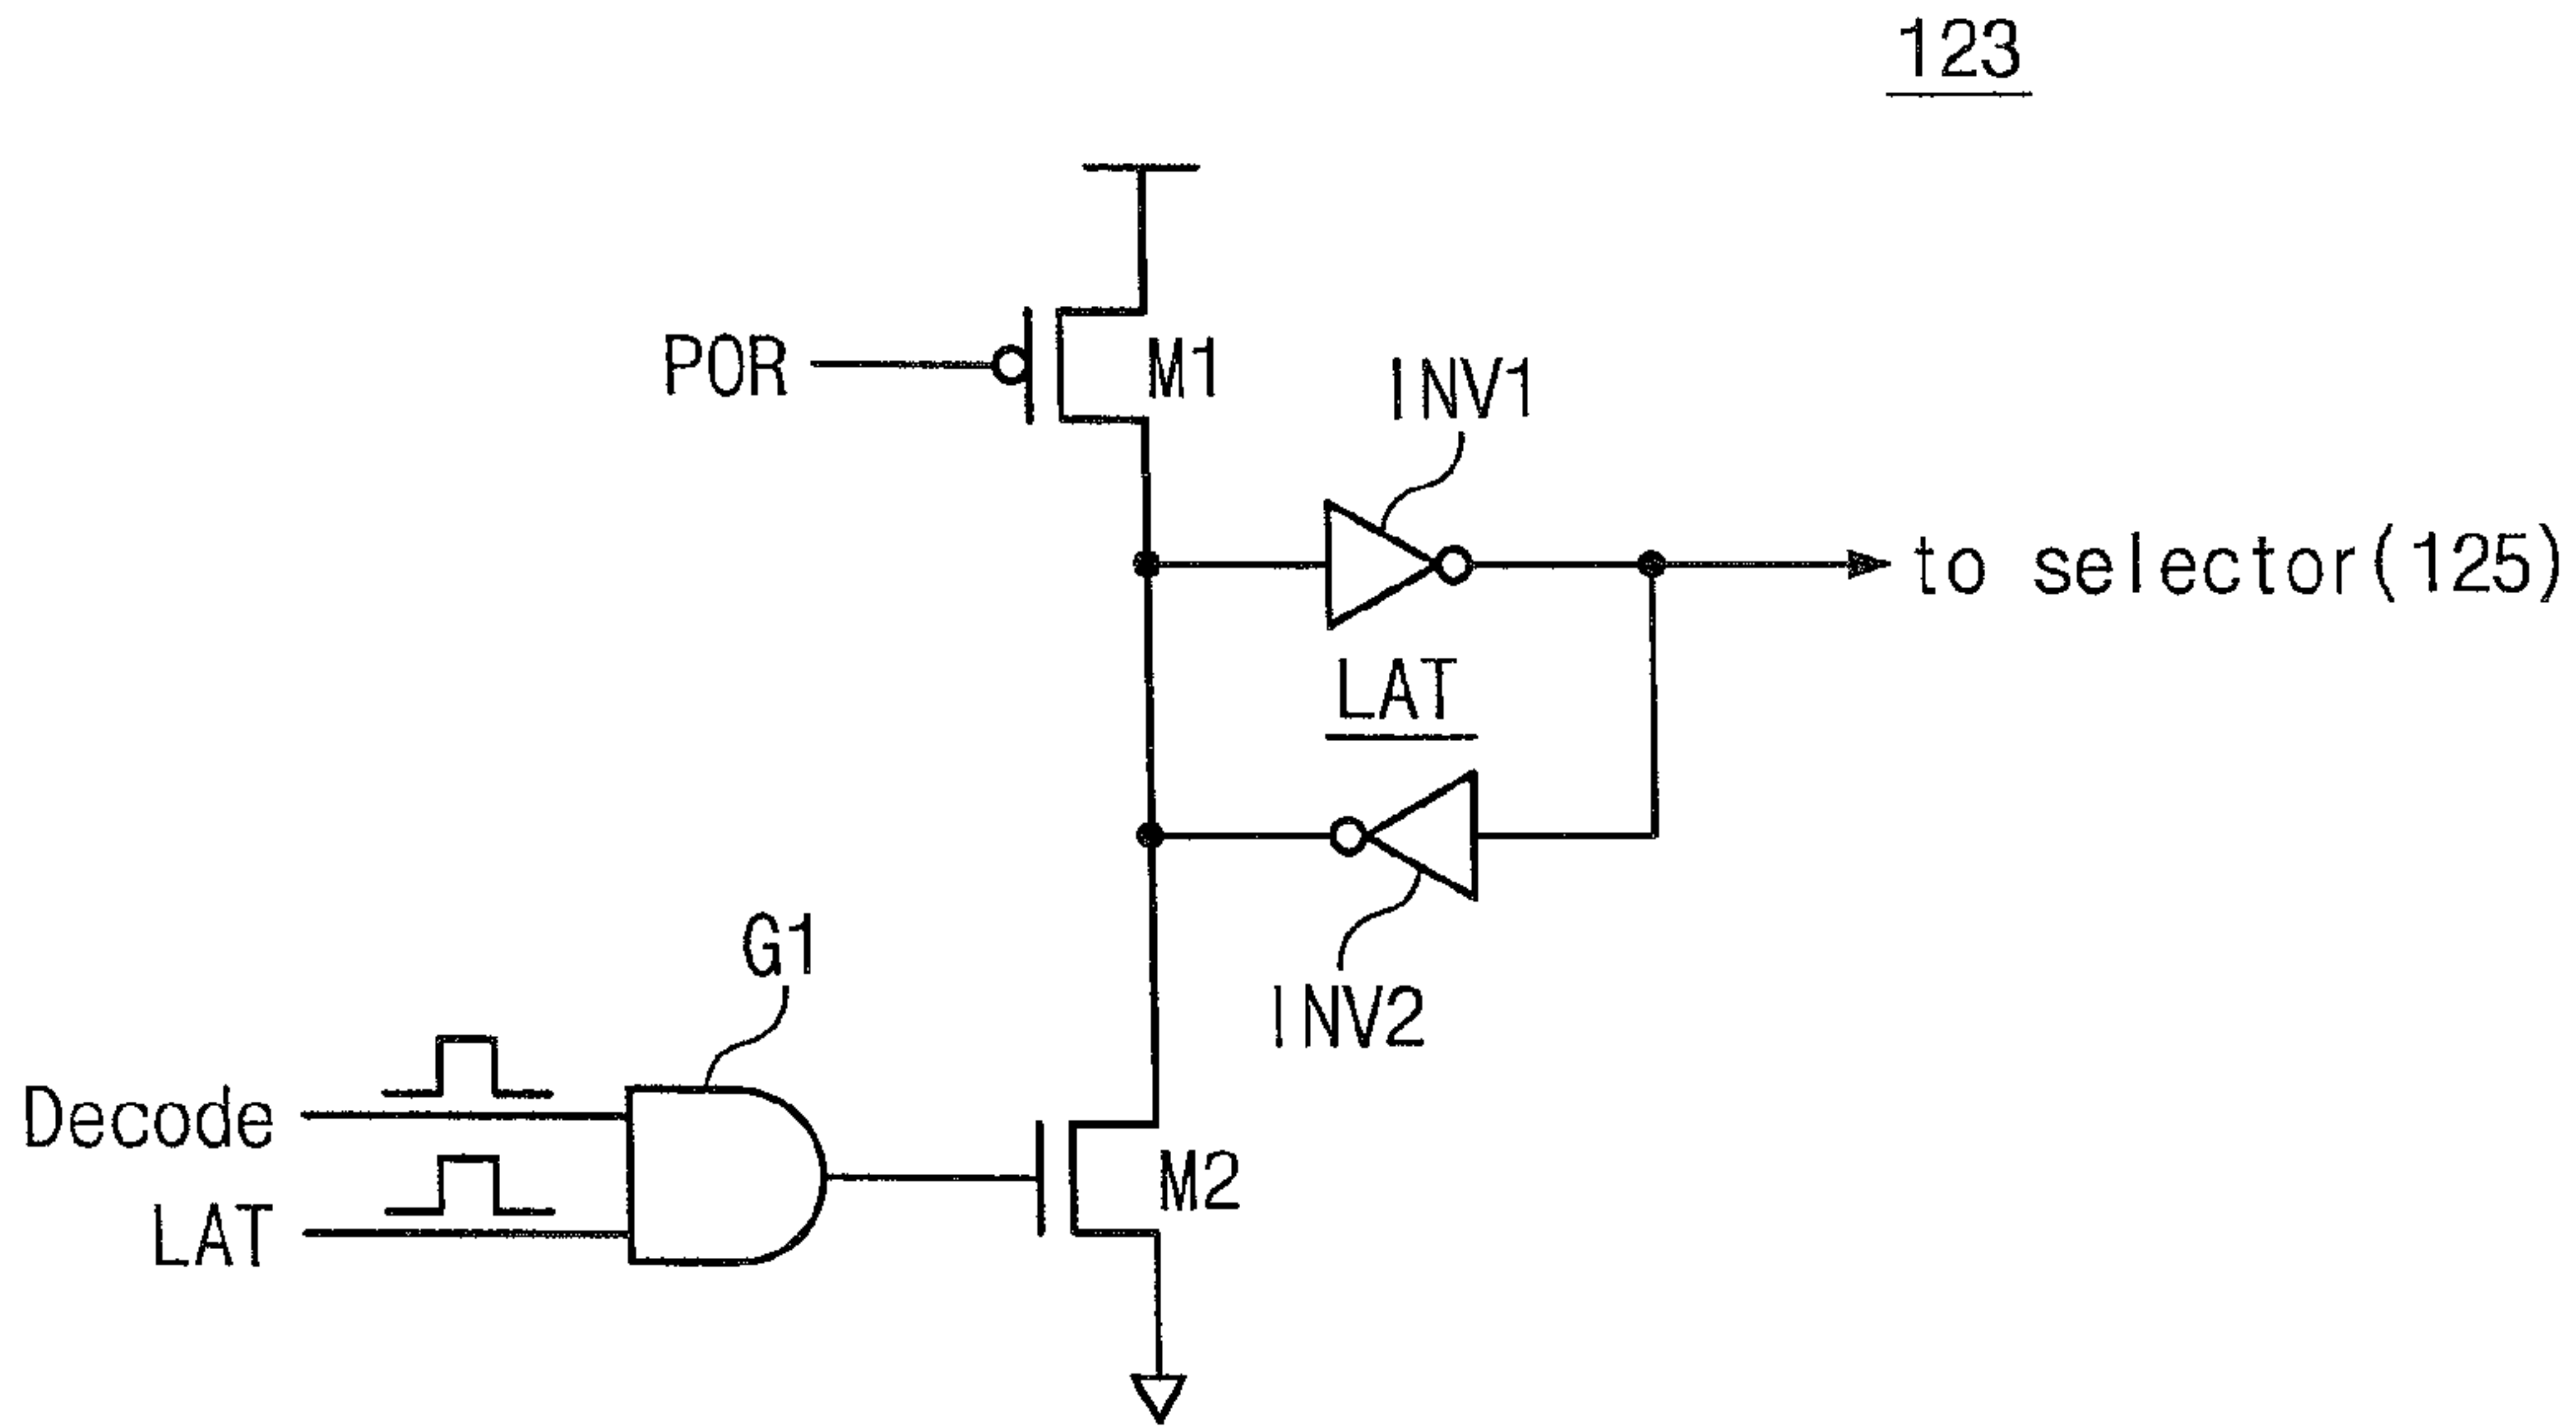 123
POR
M1
INV1
to selector(125)
LAT
G1
INV2
Decode
M2
LAT